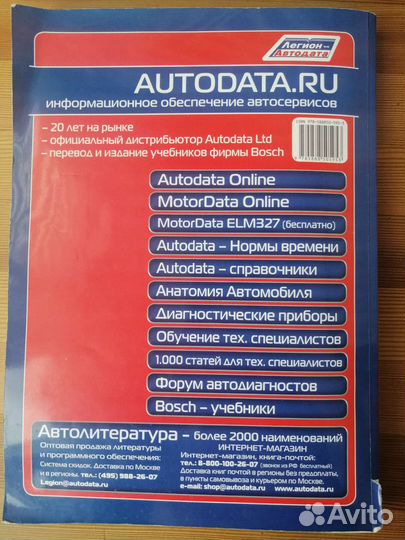 Легион-Автодата
AUTODATA.RU
информационное обеспечение автосервисов
– 20 лет на рынке
– официальный дистрибьютор Autodata Ltd
– перевод и издание учебников фирмы Bosch
Autodata Online
MotorData Online
MotorData ELM327 (бесплатно)
Autodata – Нормы времени
Autodata – справочники
Анатомия Автомобиля
Диагностические приборы
Обучение тех. специалистов
1.000 статей для тех. специалистов
Форум автодиагностов
Bosch – учебники
Автолитература – более 2000 наименований
Оптовая продажа литературы
и программного обеспечения:
Система скидок. Доставка по Москве
и в регионы. тел.: (495) 988-26-07
Legion@autodata.ru
ИНТЕРНЕТ-МАГАЗИН
Интернет-магазин, книга-почтой:
тел.: 8-800-100-26-07 (звонок из РФ бесплатный)
Доставка книг почтой в регионы без предоплаты,
в пункты самовывоза и курьером по Москве.
e-mail: shop@autodata.ru www.autodata.ru
Avito